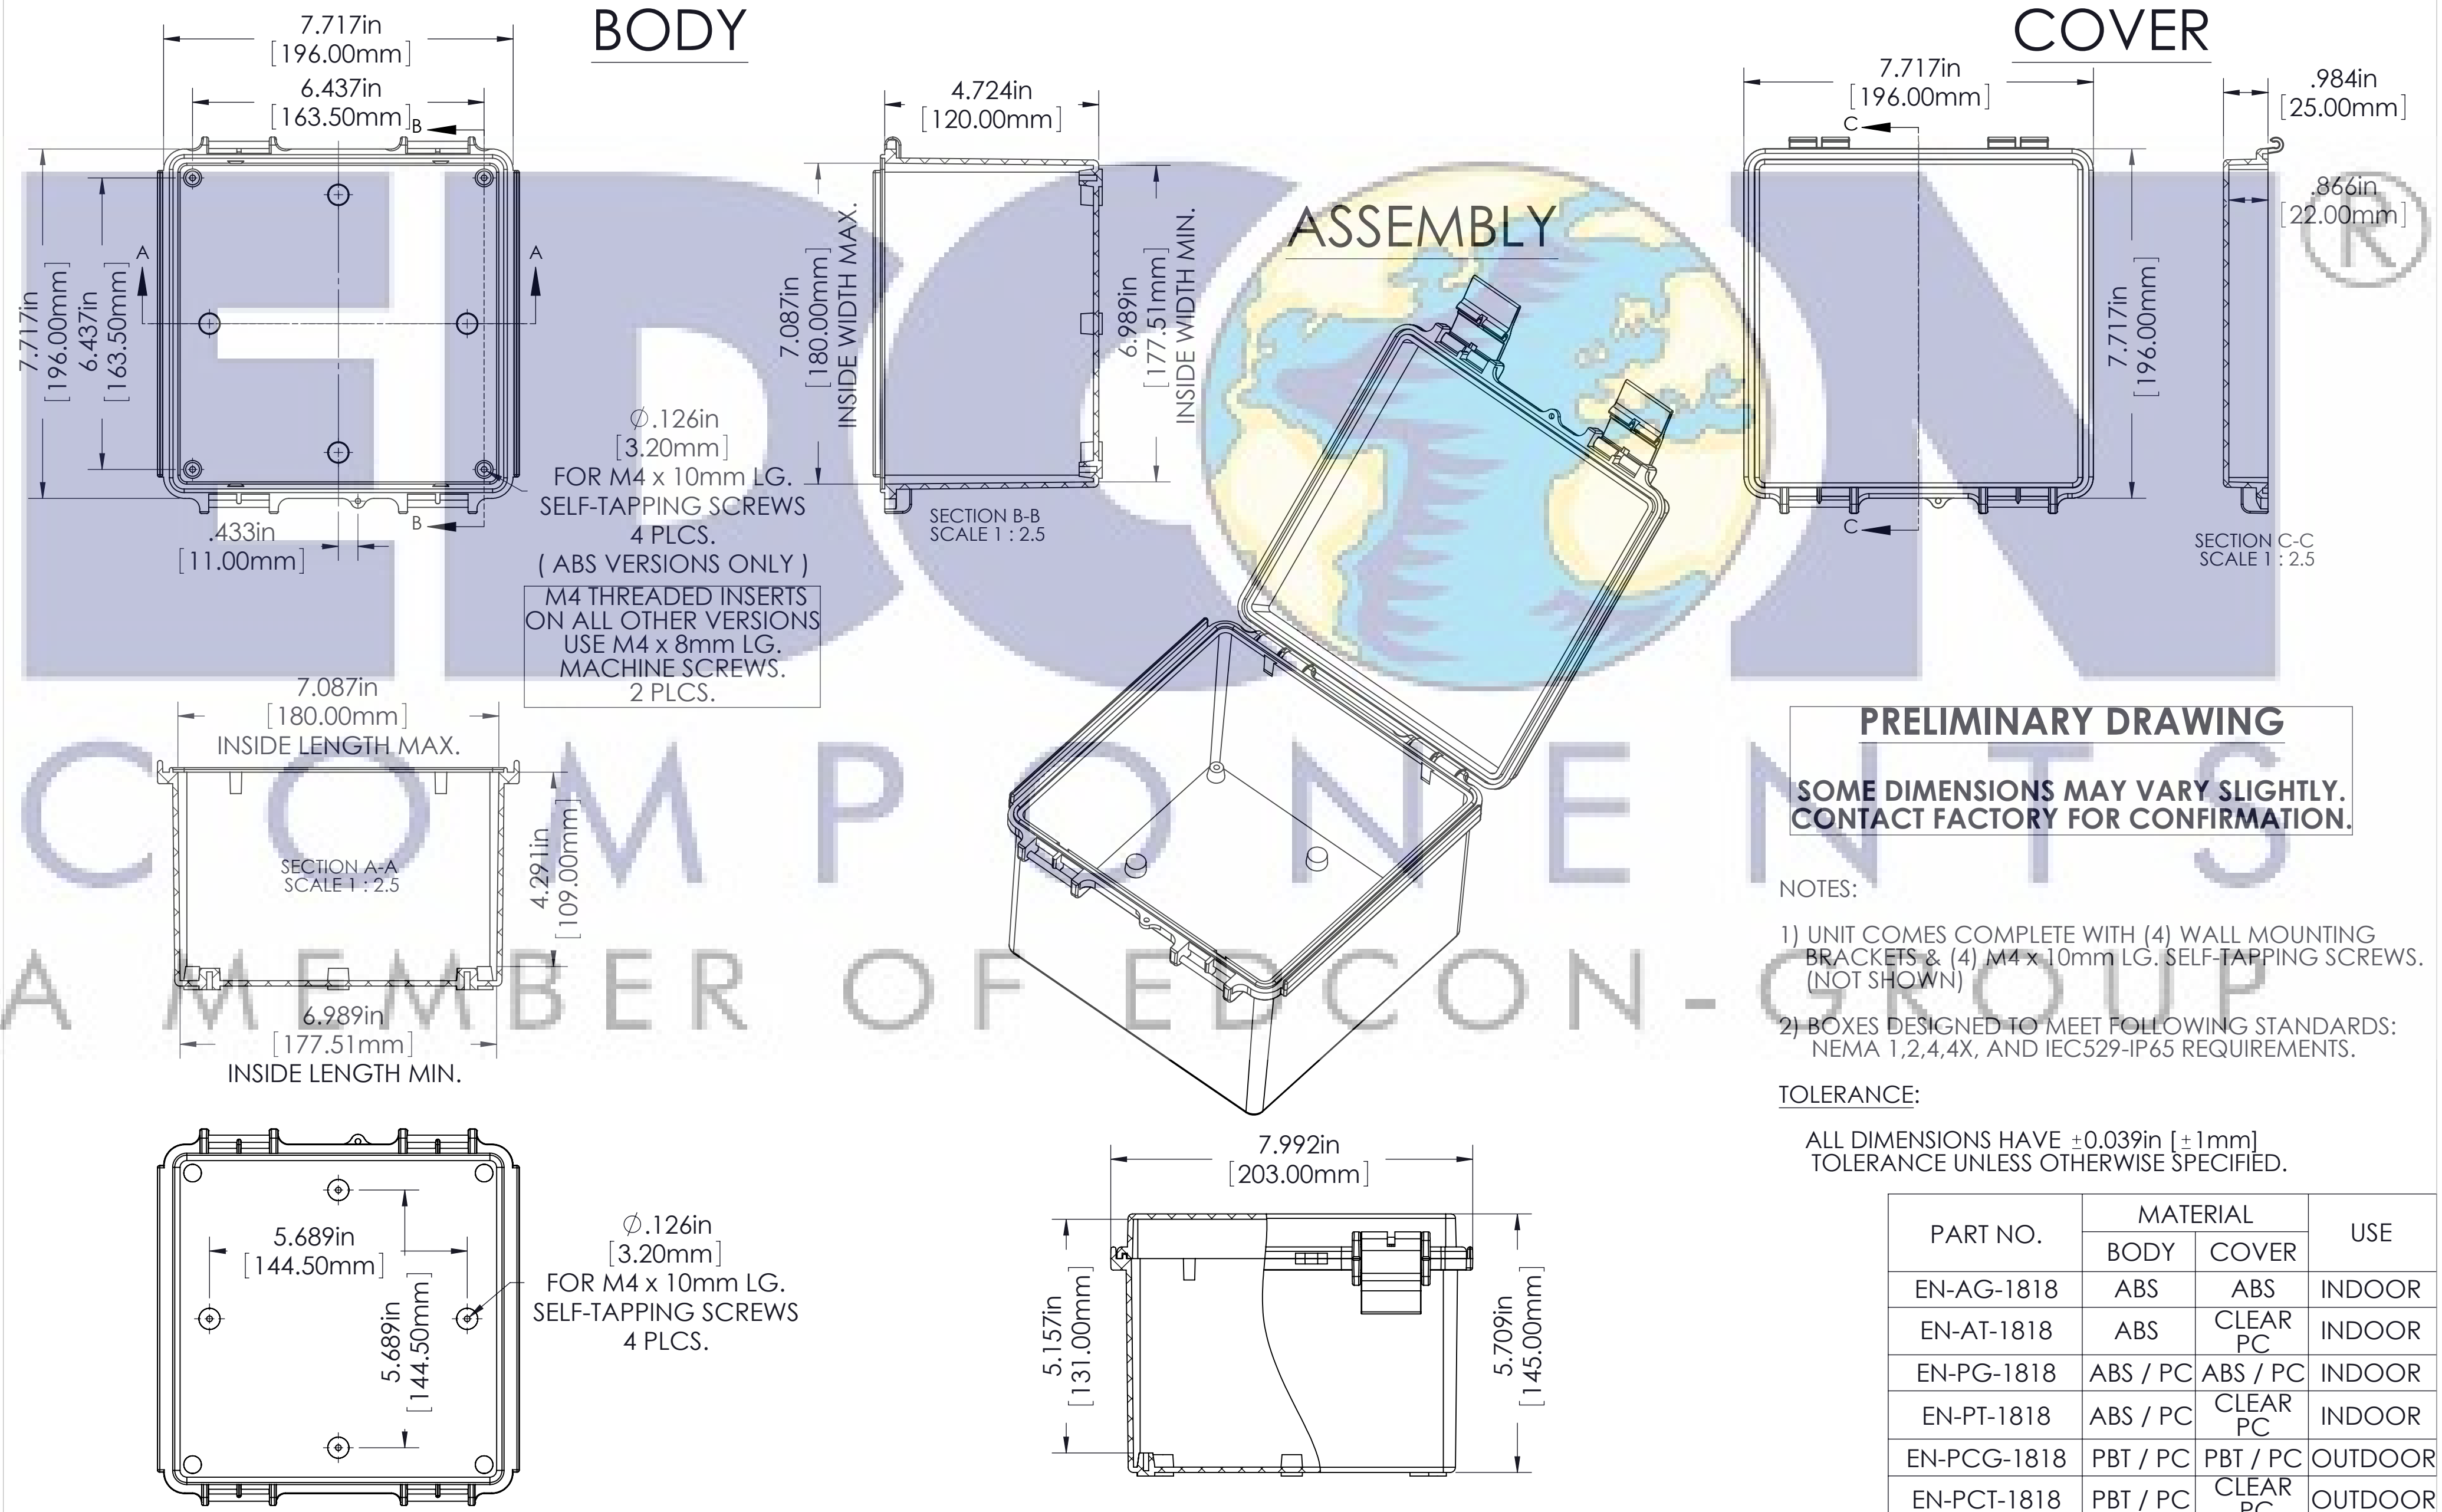 BODY
7.717in
[196.00mm]
6.437in
[163.50mm]
B
7.717in
[196.00mm]
6.437in
[163.50mm]
A
A
B
.433in
[11.00mm]
Ø.126in
[3.20mm]
FOR M4 x 10mm LG.
SELF-TAPPING SCREWS
4 PLCS.
( ABS VERSIONS ONLY )
M4 THREADED INSERTS
ON ALL OTHER VERSIONS
USE M4 x 8mm LG.
MACHINE SCREWS.
2 PLCS.
4.724in
[120.00mm]
7.087in
[180.00mm]
INSIDE WIDTH MAX.
6.989in
[177.51mm]
INSIDE WIDTH MIN.
SECTION B-B
SCALE 1 : 2.5
ASSEMBLY
COVER
7.717in
[196.00mm]
C
7.717in
[196.00mm]
C
.984in
[25.00mm]
.866in
[22.00mm]
SECTION C-C
SCALE 1 : 2.5
EDCON
®
COMPONENTS
A MEMBER OF EDCON-GROUP
7.087in
[180.00mm]
INSIDE LENGTH MAX.
SECTION A-A
SCALE 1 : 2.5
4.291in
[109.00mm]
6.989in
[177.51mm]
INSIDE LENGTH MIN.
5.689in
[144.50mm]
5.689in
[144.50mm]
Ø.126in
[3.20mm]
FOR M4 x 10mm LG.
SELF-TAPPING SCREWS
4 PLCS.
7.992in
[203.00mm]
5.157in
[131.00mm]
5.709in
[145.00mm]
PRELIMINARY DRAWING
SOME DIMENSIONS MAY VARY SLIGHTLY.
CONTACT FACTORY FOR CONFIRMATION.
NOTES:
1) UNIT COMES COMPLETE WITH (4) WALL MOUNTING
BRACKETS & (4) M4 x 10mm LG. SELF-TAPPING SCREWS.
(NOT SHOWN)
2) BOXES DESIGNED TO MEET FOLLOWING STANDARDS:
NEMA 1,2,4,4X, AND IEC529-IP65 REQUIREMENTS.
TOLERANCE:
ALL DIMENSIONS HAVE ±0.039in [±1mm]
TOLERANCE UNLESS OTHERWISE SPECIFIED.
PART NO. MATERIAL USE
BODY COVER
EN-AG-1818 ABS ABS INDOOR
EN-AT-1818 ABS CLEAR PC INDOOR
EN-PG-1818 ABS / PC ABS / PC INDOOR
EN-PT-1818 ABS / PC CLEAR PC INDOOR
EN-PCG-1818 PBT / PC PBT / PC OUTDOOR
EN-PCT-1818 PBT / PC CLEAR PC OUTDOOR